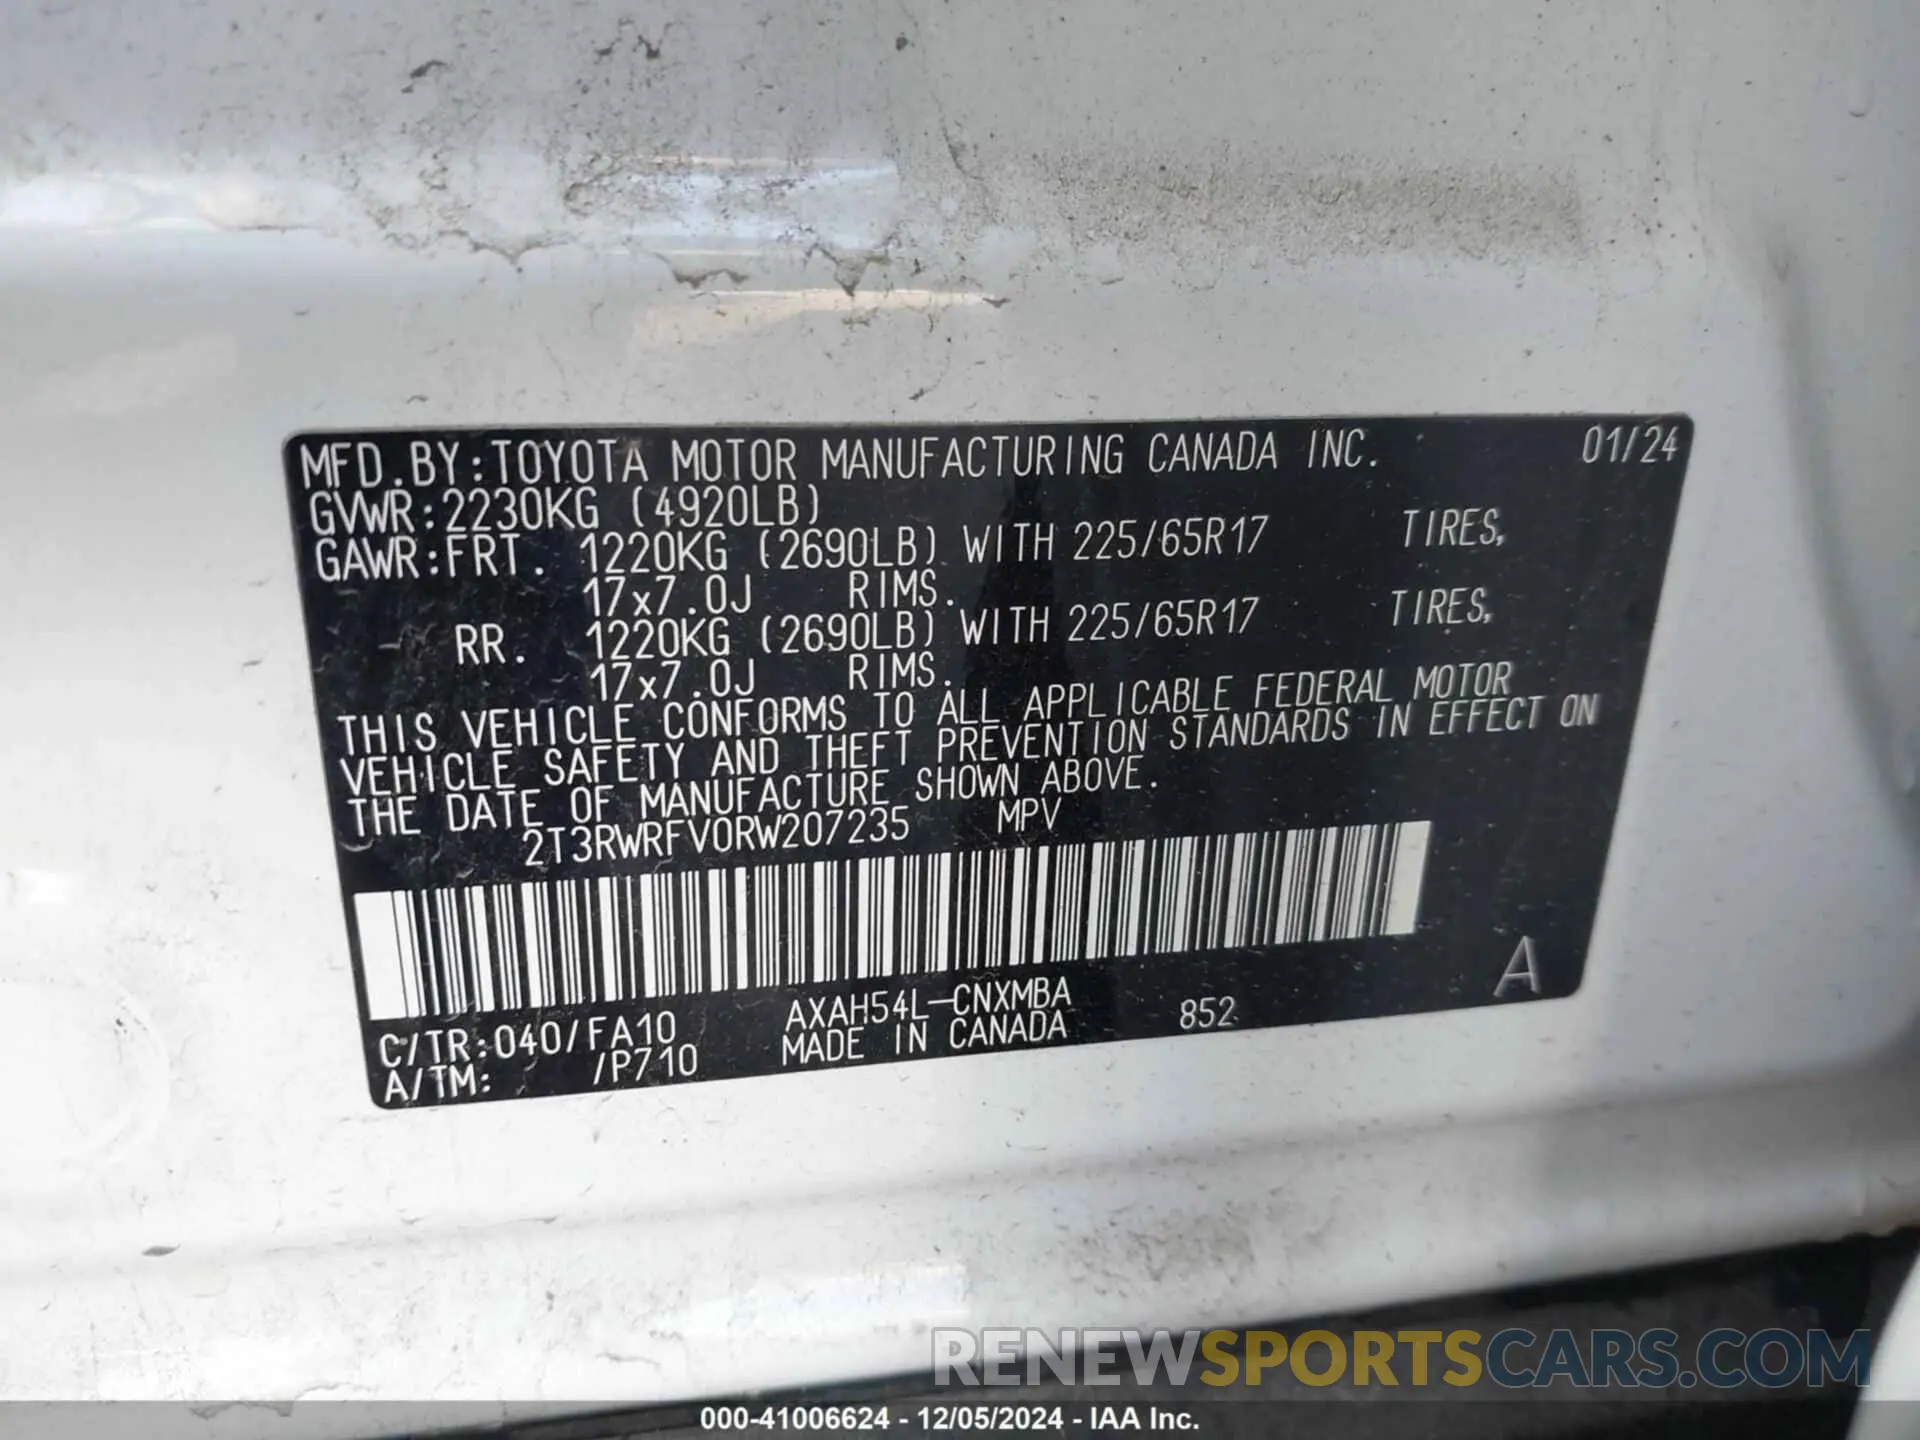 MFD.BY:TOYOTA MOTOR MANUFACTURING CANADA INC. 01/24
GVWR:2230KG (4920LB)
GAWR:FRT. 1220KG (2690LB) WITH 225/65R17 TIRES,
17x7.0J RIMS.
RR. 1220KG (2690LB) WITH 225/65R17 TIRES,
17x7.0J RIMS.
THIS VEHICLE CONFORMS TO ALL APPLICABLE FEDERAL MOTOR
VEHICLE SAFETY AND THEFT PREVENTION STANDARDS IN EFFECT ON
THE DATE OF MANUFACTURE SHOWN ABOVE.
2T3RWRFV0RW207235 MPV
A
C/TR:040/FA10 AXAH54L-CNXMBA 852
A/TM: /P710 MADE IN CANADA
RENEWSPORTSCARS.COM
000-41006624 - 12/05/2024 - IAA Inc.